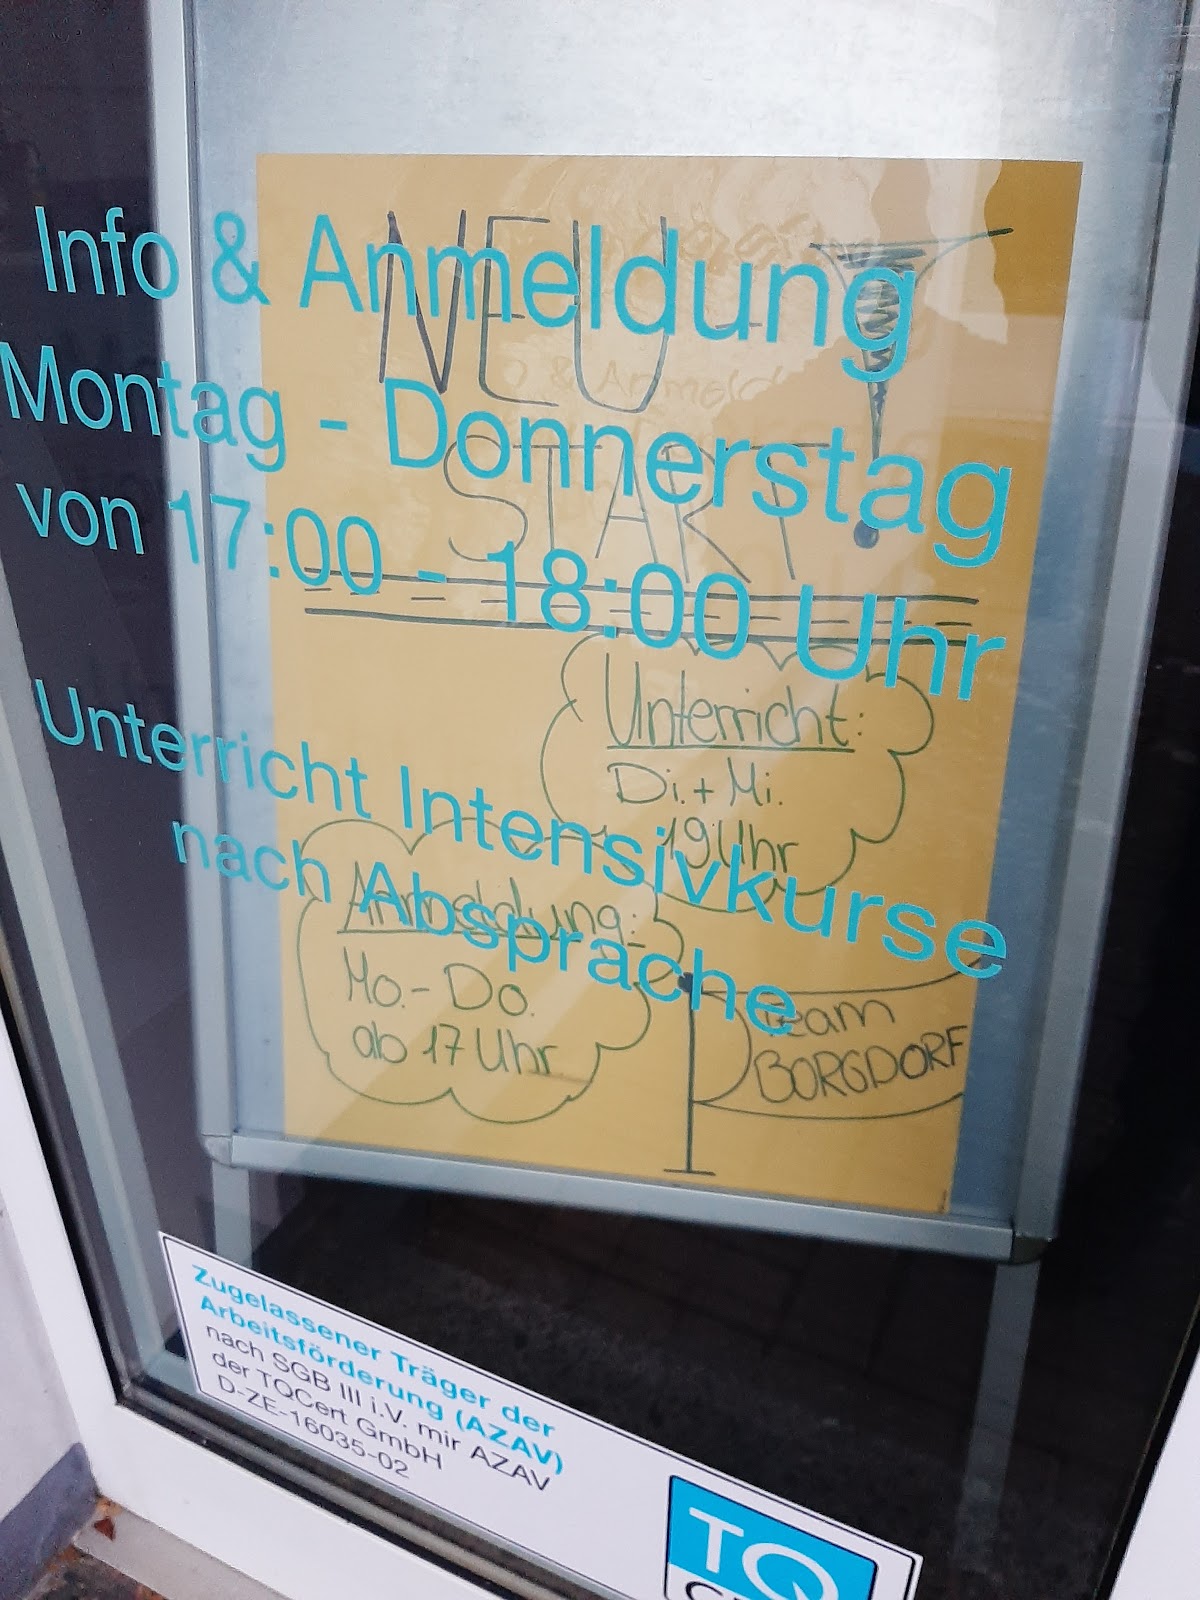 Info & Anmeldung
Montag - Donnerstag
von 17:00 - 18:00 Uhr
Unterricht Intensivkurse
nach Absprache
NEU
START!
Unterricht:
Di. + Mi.
19 Uhr
Anmeldung:
Mo. - Do.
ab 17 Uhr
Team
BORGDORF
Zugelassener Träger der
Arbeitsförderung (AZAV)
nach SGB III i.V. mir AZAV
der TQCert GmbH
D-ZE-16035-02
TQ